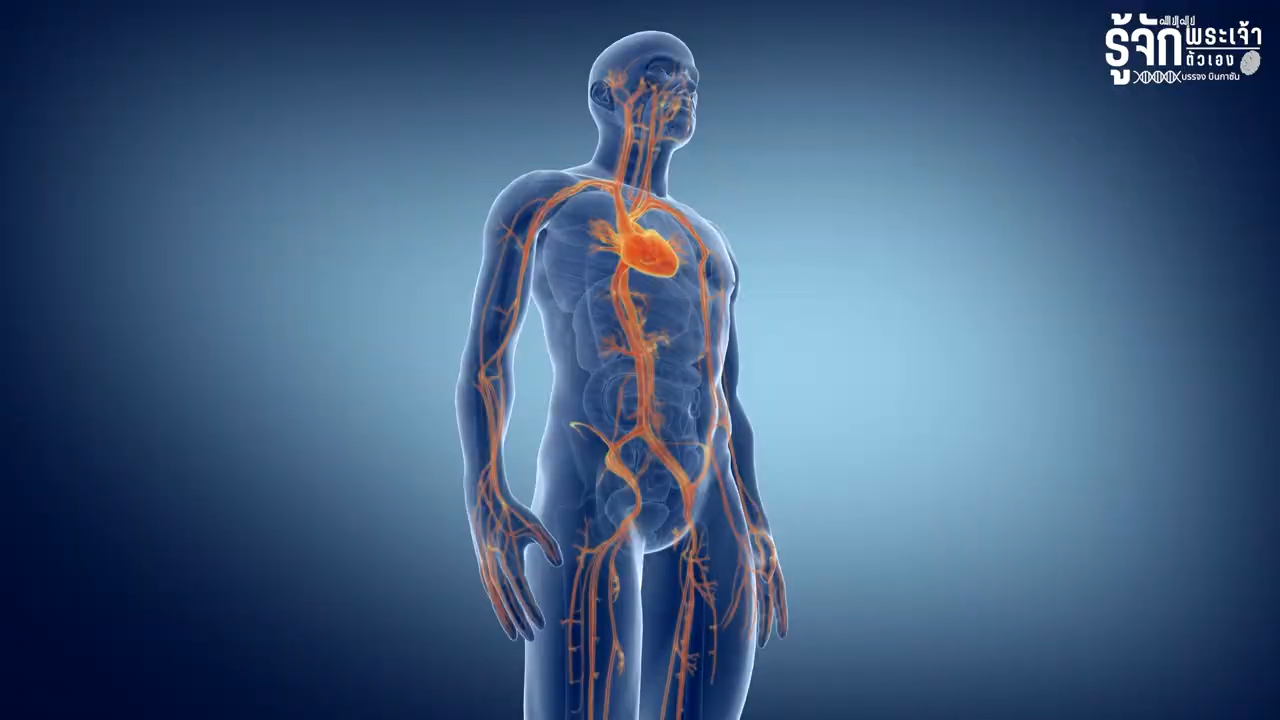 รู้จัก พระเจ้า
ตัวเอง
บรรจง บินกาซัน